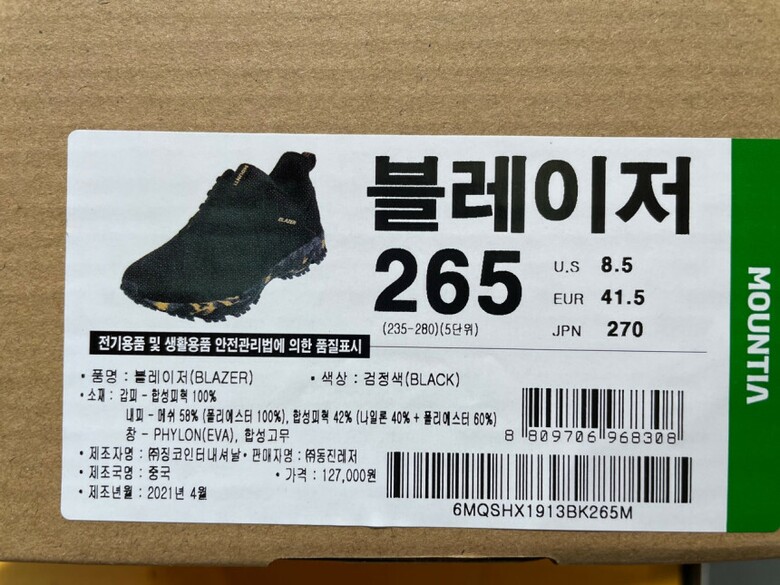 블레이저
265
U.S 8.5
EUR 41.5
JPN 270
(235-280)(5단위)
MOUNTIA
BLAZER
전기용품 및 생활용품 안전관리법에 의한 품질표시
• 품명 : 블레이저(BLAZER) • 색상 : 검정색(BLACK)
• 소재 : 갑피 - 합성피혁 100%
내피 - 메쉬 58% (폴리에스터 100%), 합성피혁 42% (나일론 40% + 폴리에스터 60%)
창 - PHYLON(EVA), 합성고무
• 제조자명 : ㈜징코인터내셔날 • 판매자명 : ㈜동진레저
• 제조국명 : 중국 • 가격 : 127,000원
• 제조년월 : 2021년 4월
8 809706 968308
6MQSHX1913BK265M